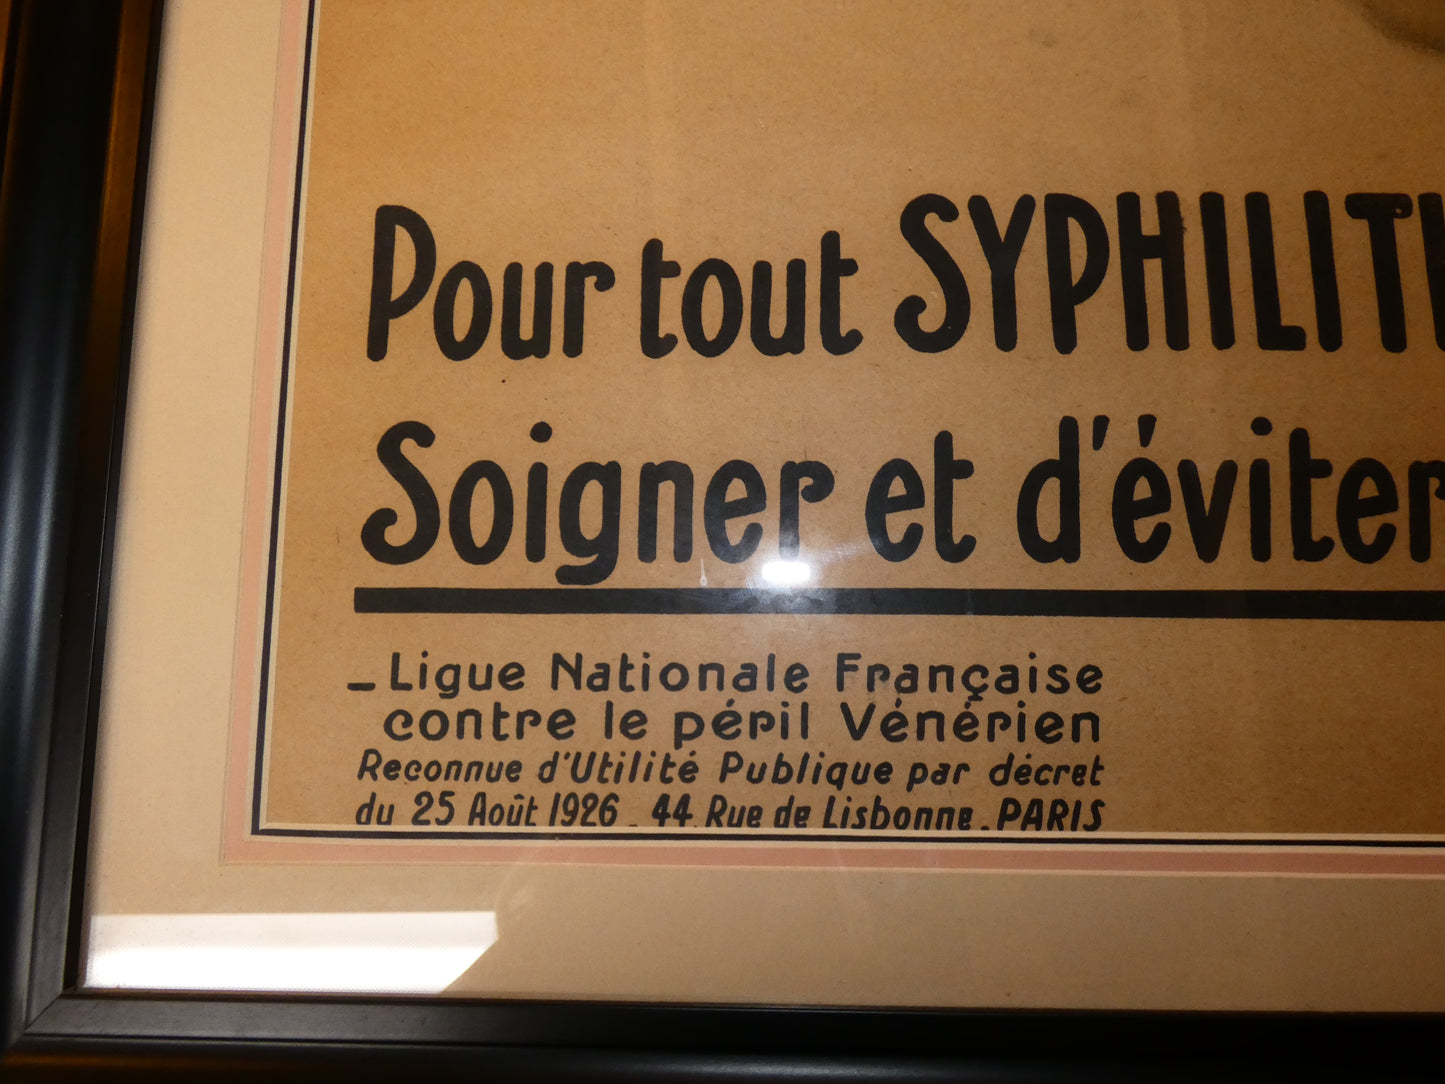 Pour tout SYPHILITI
Soigner et d'éviter
Ligue Nationale Française
contre le péril Vénérien
Reconnue d'Utilité Publique par décret
du 25 Août 1926 _ 44, Rue de Lisbonne. PARIS